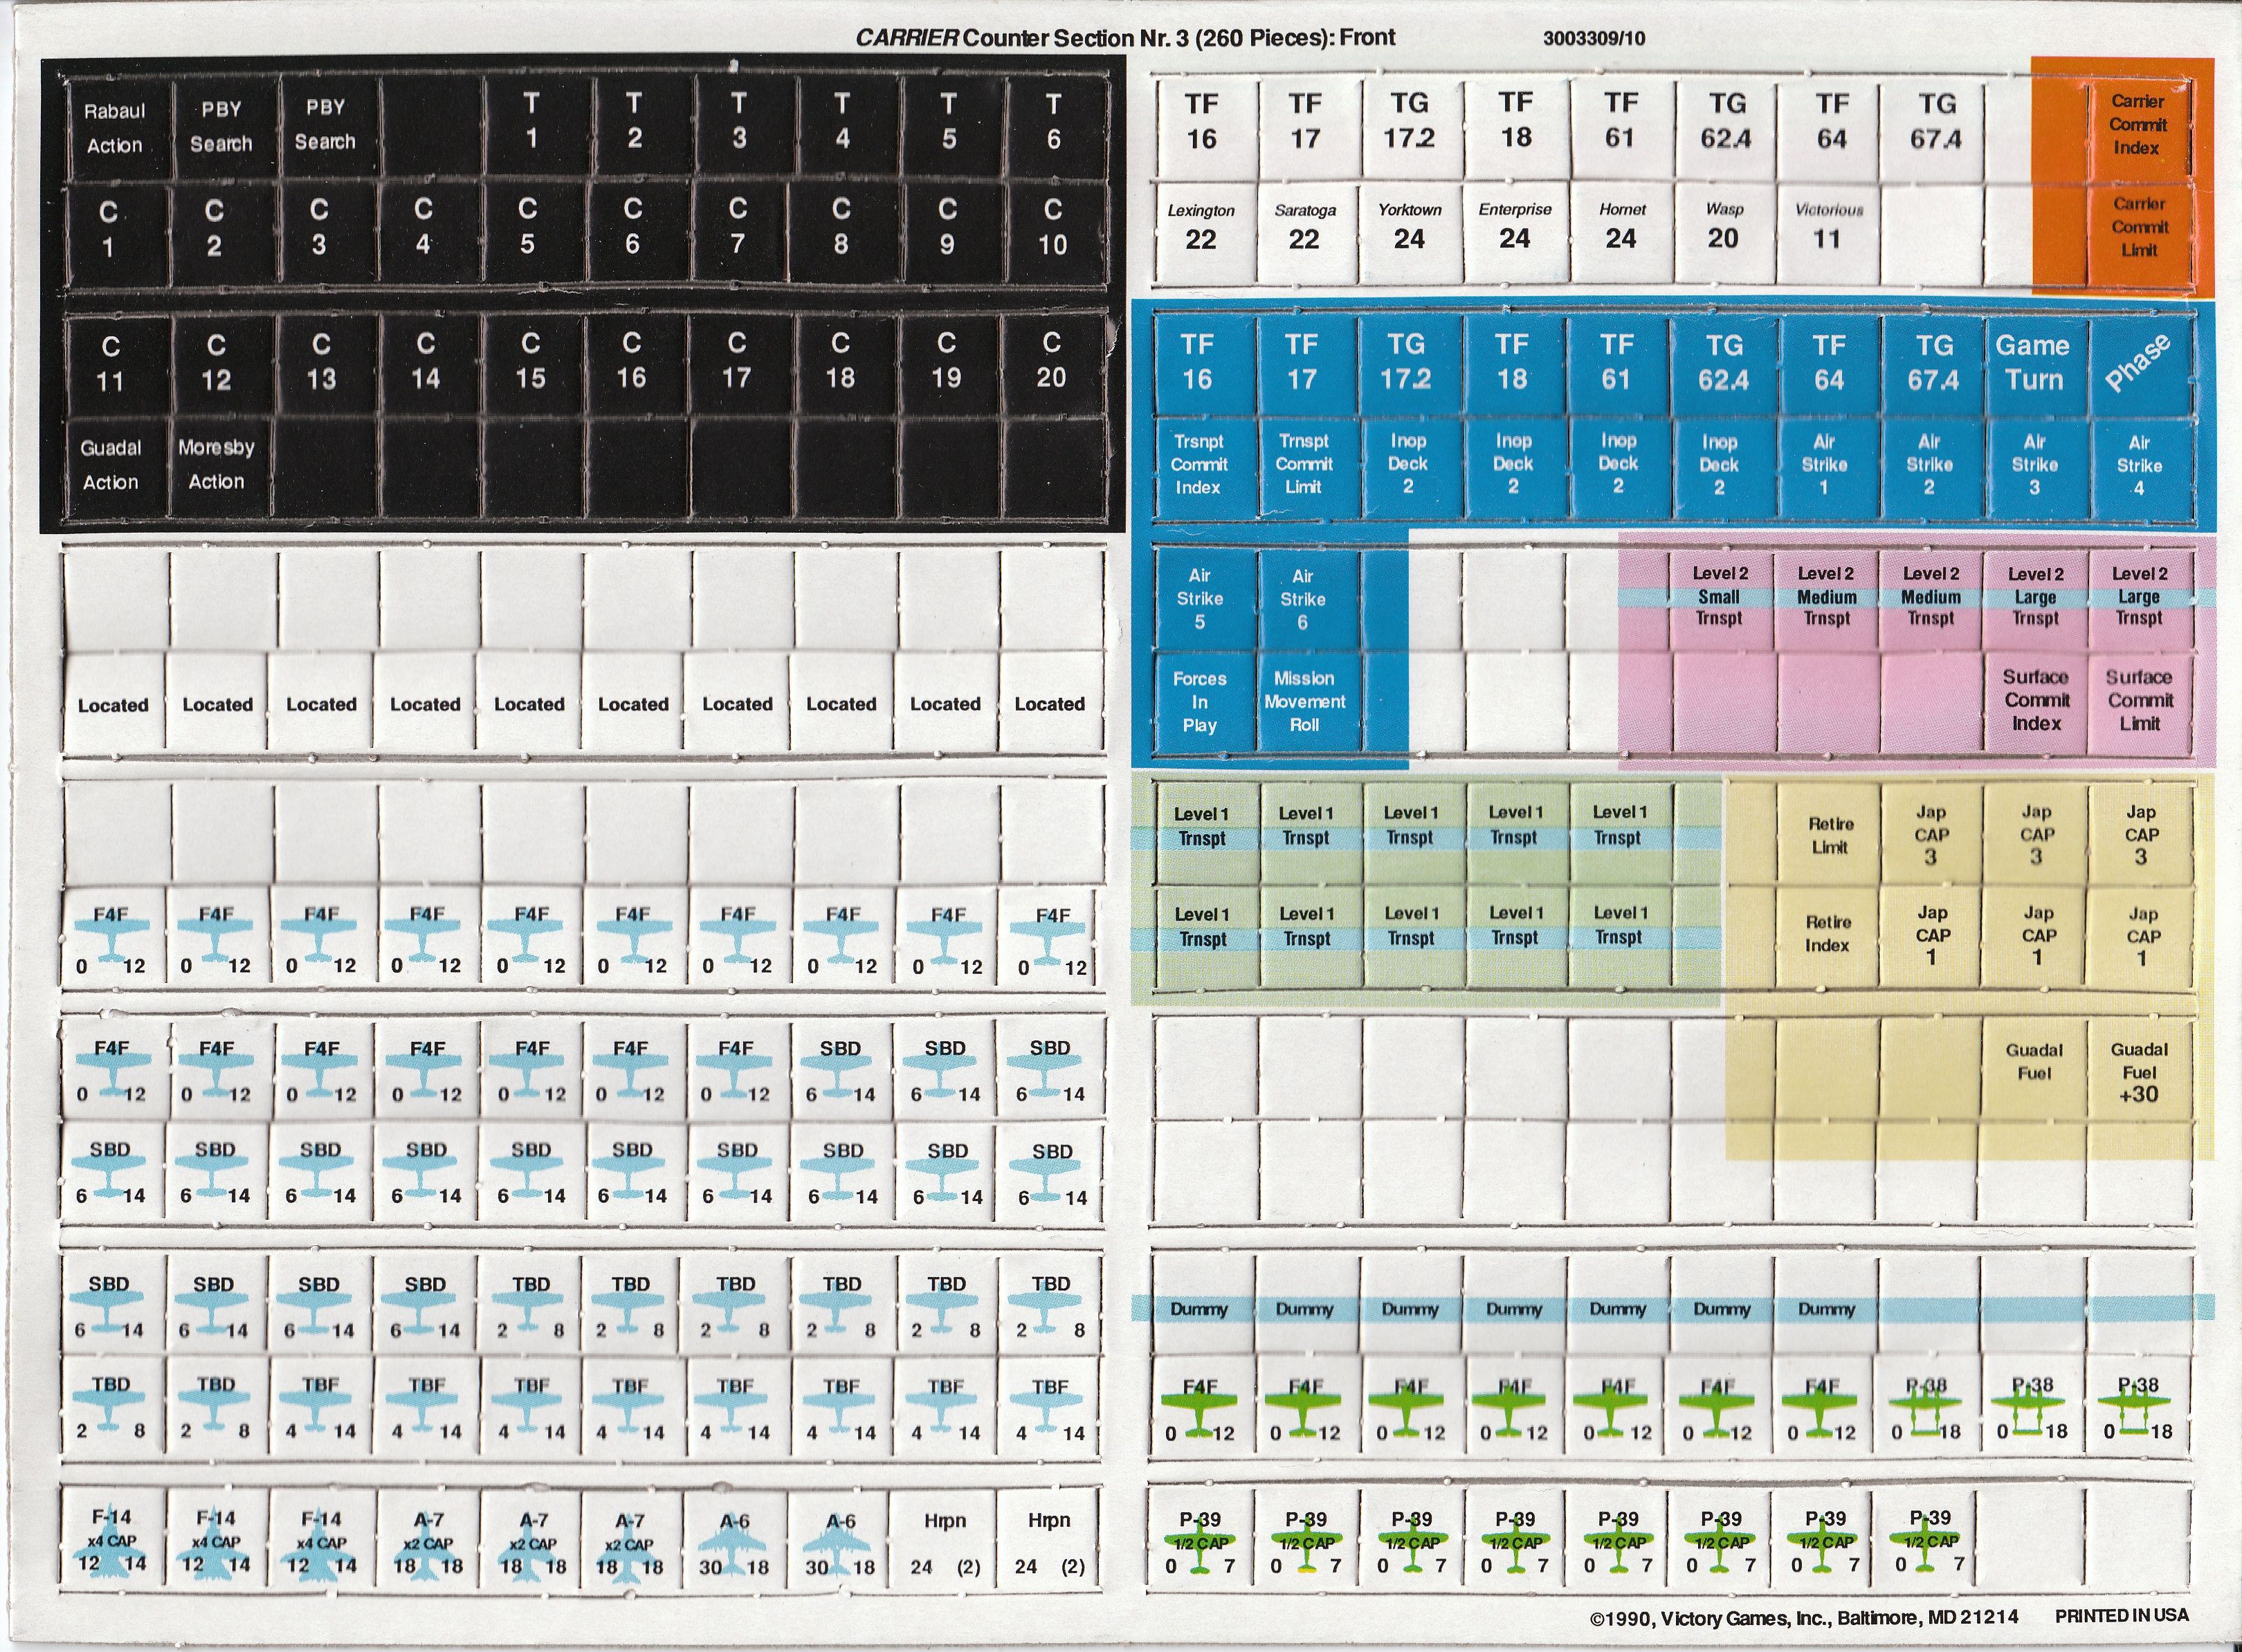 CARRIER Counter Section Nr. 3 (260 Pieces): Front 3003309/10
Rabaul Action
PBY Search
PBY Search
T 1
T 2
T 3
T 4
T 5
T 6
C 1
C 2
C 3
C 4
C 5
C 6
C 7
C 8
C 9
C 10
C 11
C 12
C 13
C 14
C 15
C 16
C 17
C 18
C 19
C 20
Guadal Action
Moresby Action
Located Located Located Located Located Located Located Located Located Located
F4F F4F F4F F4F F4F F4F F4F F4F F4F F4F
0 12 0 12 0 12 0 12 0 12 0 12 0 12 0 12 0 12 0 12
F4F F4F F4F F4F F4F F4F F4F SBD SBD SBD
0 12 0 12 0 12 0 12 0 12 0 12 0 12 6 14 6 14 6 14
SBD SBD SBD SBD SBD SBD SBD SBD SBD SBD
6 14 6 14 6 14 6 14 6 14 6 14 6 14 6 14 6 14 6 14
SBD SBD SBD SBD TBD TBD TBD TBD TBD TBD
6 14 6 14 6 14 6 14 2 8 2 8 2 8 2 8 2 8 2 8
TBD TBD TBF TBF TBF TBF TBF TBF TBF TBF
2 8 2 8 4 14 4 14 4 14 4 14 4 14 4 14 4 14 4 14
F-14 F-14 F-14 A-7 A-7 A-7 A-6 A-6 Hrpn Hrpn
x4 CAP x4 CAP x4 CAP x2 CAP x2 CAP x2 CAP
12 14 12 14 12 14 18 18 18 18 18 18 30 18 30 18 24 (2) 24 (2)
TF TF TG TF TF TG TF TG
16 17 17.2 18 61 62.4 64 67.4
Carrier Commit Index
Lexington Saratoga Yorktown Enterprise Hornet Wasp Victorious
22 22 24 24 24 20 11
Carrier Commit Limit
TF TF TG TF TF TG TF TG Game Phase
16 17 17.2 18 61 62.4 64 67.4 Turn
Trsnpt Trnspt Inop Inop Inop Inop Air Air Air Air
Commit Commit Deck Deck Deck Deck Strike Strike Strike Strike
Index Limit 2 2 2 2 1 2 3 4
Air Air Level 2 Level 2 Level 2 Level 2 Level 2
Strike Strike Small Medium Medium Large Large
5 6 Trnspt Trnspt Trnspt Trnspt Trnspt
Forces Mission Surface Surface
In Movement Commit Commit
Play Roll Index Limit
Level 1 Level 1 Level 1 Level 1 Level 1 Retire Jap Jap Jap
Trnspt Trnspt Trnspt Trnspt Trnspt Limit CAP CAP CAP
3 3 3
Level 1 Level 1 Level 1 Level 1 Level 1 Retire Jap Jap Jap
Trnspt Trnspt Trnspt Trnspt Trnspt Index CAP CAP CAP
1 1 1
Guadal Guadal
Fuel Fuel
+30
Dummy Dummy Dummy Dummy Dummy Dummy Dummy
F4F F4F F4F F4F F4F F4F F4F P-38 P-38 P-38
0 12 0 12 0 12 0 12 0 12 0 12 0 12 0 18 0 18 0 18
P-39 P-39 P-39 P-39 P-39 P-39 P-39 P-39
1/2 CAP 1/2 CAP 1/2 CAP 1/2 CAP 1/2 CAP 1/2 CAP 1/2 CAP 1/2 CAP
0 7 0 7 0 7 0 7 0 7 0 7 0 7 0 7
©1990, Victory Games, Inc., Baltimore, MD 21214 PRINTED IN USA